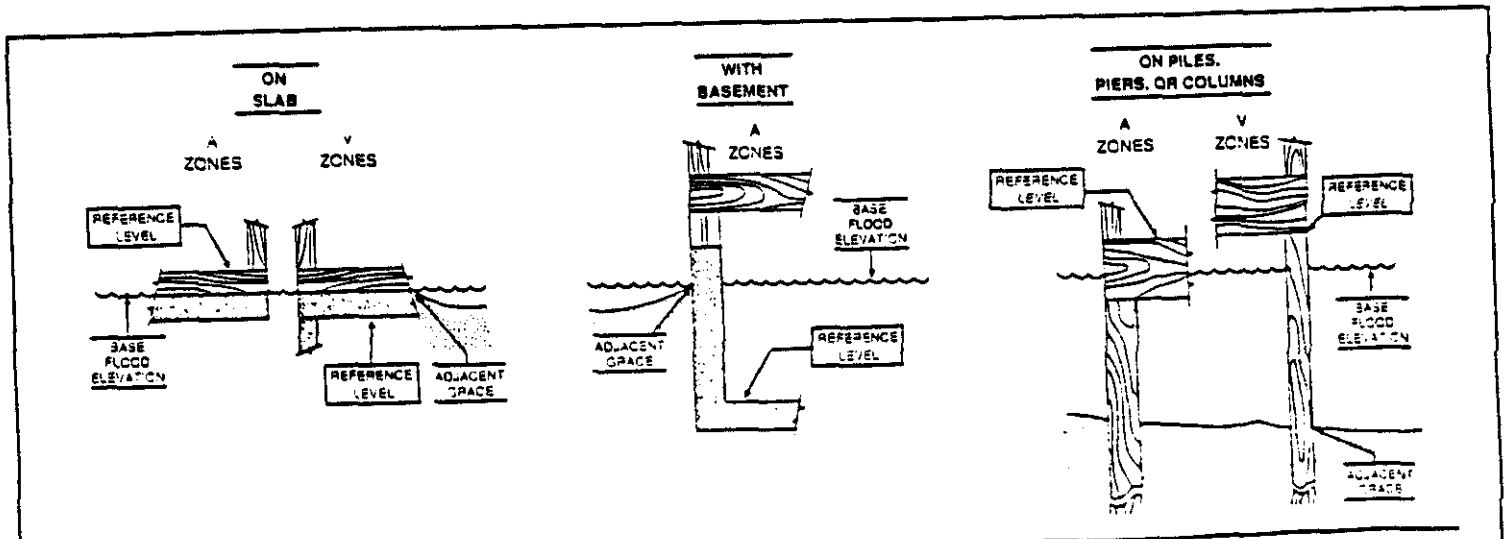 ON
SLAB
A
ZONES
V
ZONES
REFERENCE
LEVEL
BASE
FLOOD
ELEVATION
REFERENCE
LEVEL
ADJACENT
GRADE
WITH
BASEMENT
A
ZONES
BASE
FLOOD
ELEVATION
ADJACENT
GRADE
REFERENCE
LEVEL
ON PILES,
PIERS, OR COLUMNS
A
ZONES
V
ZONES
REFERENCE
LEVEL
REFERENCE
LEVEL
BASE
FLOOD
ELEVATION
ADJACENT
GRADE